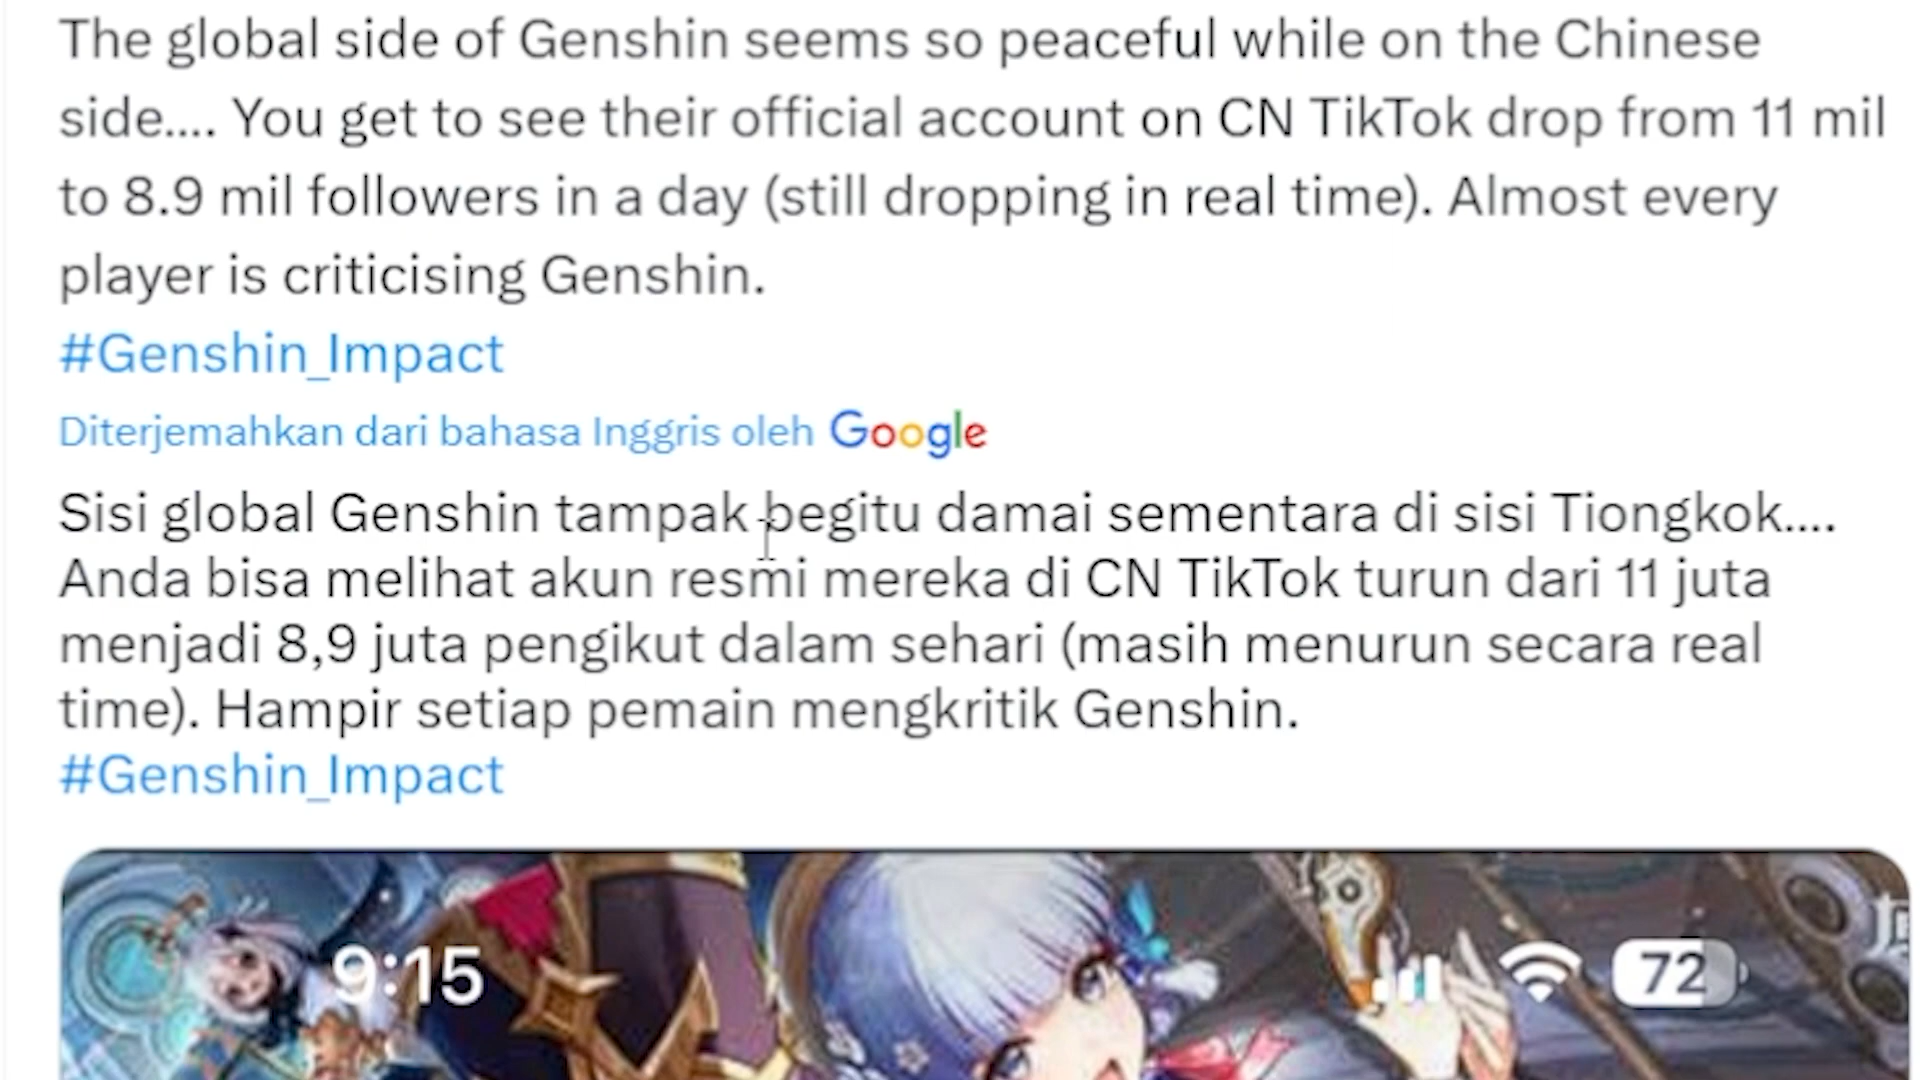 The global side of Genshin seems so peaceful while on the Chinese
side.... You get to see their official account on CN TikTok drop from 11 mil
to 8.9 mil followers in a day (still dropping in real time). Almost every
player is criticising Genshin.
#Genshin_Impact
Diterjemahkan dari bahasa Inggris oleh Google
Sisi global Genshin tampak begitu damai sementara di sisi Tiongkok....
Anda bisa melihat akun resmi mereka di CN TikTok turun dari 11 juta
menjadi 8,9 juta pengikut dalam sehari (masih menurun secara real
time). Hampir setiap pemain mengkritik Genshin.
#Genshin_Impact
9:15 72